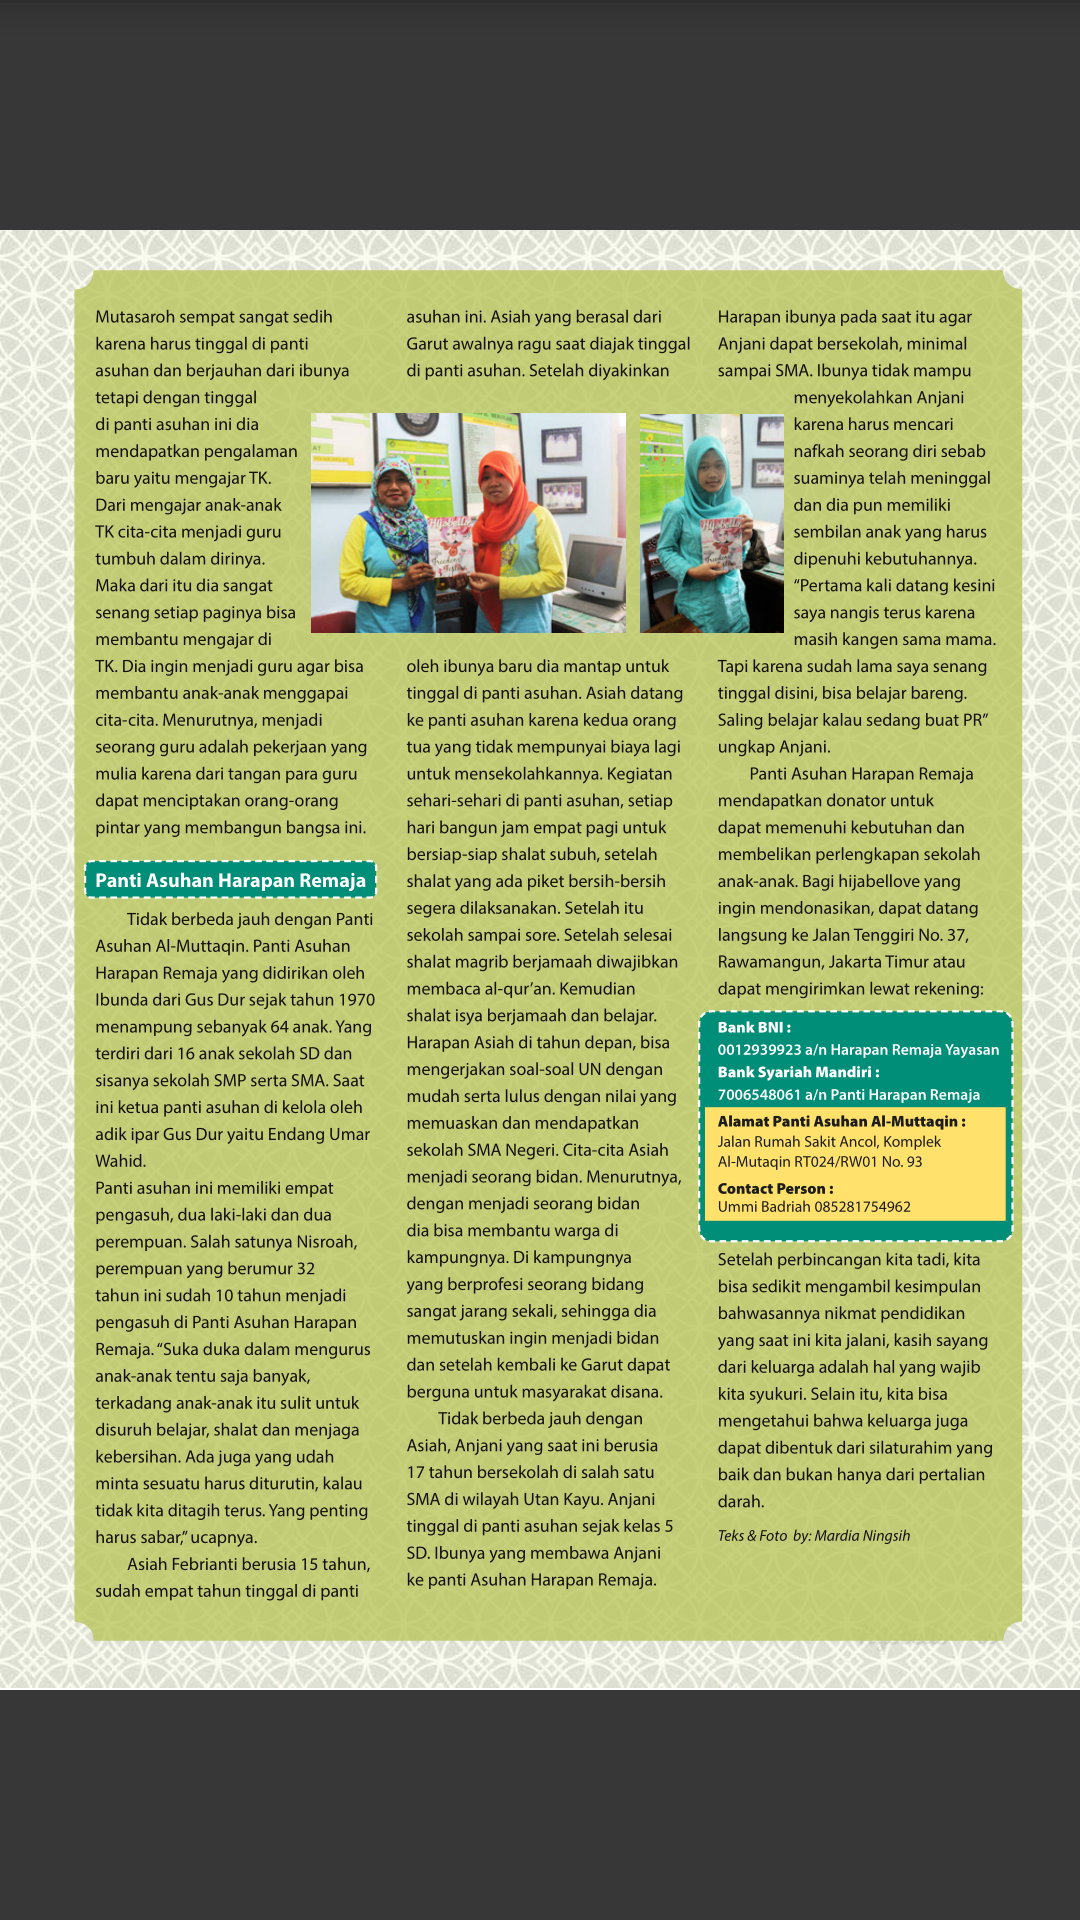 Mutasaroh sempat sangat sedih
karena harus tinggal di panti
asuhan dan berjauhan dari ibunya
tetapi dengan tinggal
di panti asuhan ini dia
mendapatkan pengalaman
baru yaitu mengajar TK.
Dari mengajar anak-anak
TK cita-cita menjadi guru
tumbuh dalam dirinya.
Maka dari itu dia sangat
senang setiap paginya bisa
membantu mengajar di
TK. Dia ingin menjadi guru agar bisa
membantu anak-anak menggapai
cita-cita. Menurutnya, menjadi
seorang guru adalah pekerjaan yang
mulia karena dari tangan para guru
dapat menciptakan orang-orang
pintar yang membangun bangsa ini.
Panti Asuhan Harapan Remaja
Tidak berbeda jauh dengan Panti
Asuhan Al-Muttaqin. Panti Asuhan
Harapan Remaja yang didirikan oleh
Ibunda dari Gus Dur sejak tahun 1970
menampung sebanyak 64 anak. Yang
terdiri dari 16 anak sekolah SD dan
sisanya sekolah SMP serta SMA. Saat
ini ketua panti asuhan di kelola oleh
adik ipar Gus Dur yaitu Endang Umar
Wahid.
Panti asuhan ini memiliki empat
pengasuh, dua laki-laki dan dua
perempuan. Salah satunya Nisroah,
perempuan yang berumur 32
tahun ini sudah 10 tahun menjadi
pengasuh di Panti Asuhan Harapan
Remaja. “Suka duka dalam mengurus
anak-anak tentu saja banyak,
terkadang anak-anak itu sulit untuk
disuruh belajar, shalat dan menjaga
kebersihan. Ada juga yang udah
minta sesuatu harus diturutin, kalau
tidak kita ditagih terus. Yang penting
harus sabar,” ucapnya.
Asiah Febrianti berusia 15 tahun,
sudah empat tahun tinggal di panti
asuhan ini. Asiah yang berasal dari
Garut awalnya ragu saat diajak tinggal
di panti asuhan. Setelah diyakinkan
Hijabella
oleh ibunya baru dia mantap untuk
tinggal di panti asuhan. Asiah datang
ke panti asuhan karena kedua orang
tua yang tidak mempunyai biaya lagi
untuk mensekolahkannya. Kegiatan
sehari-sehari di panti asuhan, setiap
hari bangun jam empat pagi untuk
bersiap-siap shalat subuh, setelah
shalat yang ada piket bersih-bersih
segera dilaksanakan. Setelah itu
sekolah sampai sore. Setelah selesai
shalat magrib berjamaah diwajibkan
membaca al-qur’an. Kemudian
shalat isya berjamaah dan belajar.
Harapan Asiah di tahun depan, bisa
mengerjakan soal-soal UN dengan
mudah serta lulus dengan nilai yang
memuaskan dan mendapatkan
sekolah SMA Negeri. Cita-cita Asiah
menjadi seorang bidan. Menurutnya,
dengan menjadi seorang bidan
dia bisa membantu warga di
kampungnya. Di kampungnya
yang berprofesi seorang bidang
sangat jarang sekali, sehingga dia
memutuskan ingin menjadi bidan
dan setelah kembali ke Garut dapat
berguna untuk masyarakat disana.
Tidak berbeda jauh dengan
Asiah, Anjani yang saat ini berusia
17 tahun bersekolah di salah satu
SMA di wilayah Utan Kayu. Anjani
tinggal di panti asuhan sejak kelas 5
SD. Ibunya yang membawa Anjani
ke panti Asuhan Harapan Remaja.
Harapan ibunya pada saat itu agar
Anjani dapat bersekolah, minimal
sampai SMA. Ibunya tidak mampu
menyekolahkan Anjani
karena harus mencari
nafkah seorang diri sebab
suaminya telah meninggal
dan dia pun memiliki
sembilan anak yang harus
dipenuhi kebutuhannya.
“Pertama kali datang kesini
saya nangis terus karena
masih kangen sama mama.
Tapi karena sudah lama saya senang
tinggal disini, bisa belajar bareng.
Saling belajar kalau sedang buat PR”
ungkap Anjani.
Panti Asuhan Harapan Remaja
mendapatkan donator untuk
dapat memenuhi kebutuhan dan
membelikan perlengkapan sekolah
anak-anak. Bagi hijabellove yang
ingin mendonasikan, dapat datang
langsung ke Jalan Tenggiri No. 37,
Rawamangun, Jakarta Timur atau
dapat mengirimkan lewat rekening:
Bank BNI :
0012939923 a/n Harapan Remaja Yayasan
Bank Syariah Mandiri :
7006548061 a/n Panti Harapan Remaja
Alamat Panti Asuhan Al-Muttaqin :
Jalan Rumah Sakit Ancol, Komplek
Al-Mutaqin RT024/RW01 No. 93
Contact Person :
Ummi Badriah 085281754962
Setelah perbincangan kita tadi, kita
bisa sedikit mengambil kesimpulan
bahwasannya nikmat pendidikan
yang saat ini kita jalani, kasih sayang
dari keluarga adalah hal yang wajib
kita syukuri. Selain itu, kita bisa
mengetahui bahwa keluarga juga
dapat dibentuk dari silaturahim yang
baik dan bukan hanya dari pertalian
darah.
Teks & Foto by: Mardia Ningsih